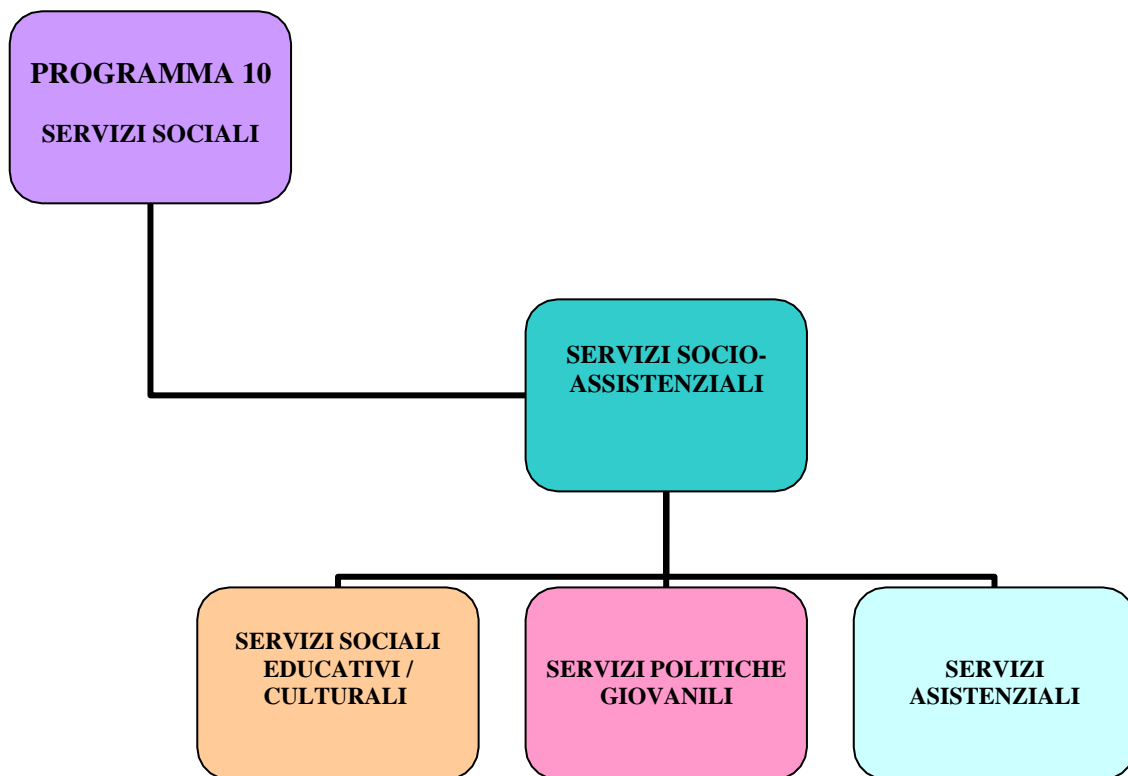 PROGRAMMA 10
SERVIZI SOCIALI
SERVIZI SOCIO-
ASSISTENZIALI
SERVIZI SOCIALI
EDUCATIVI /
CULTURALI
SERVIZI POLITICHE
GIOVANILI
SERVIZI
ASISTENZIALI